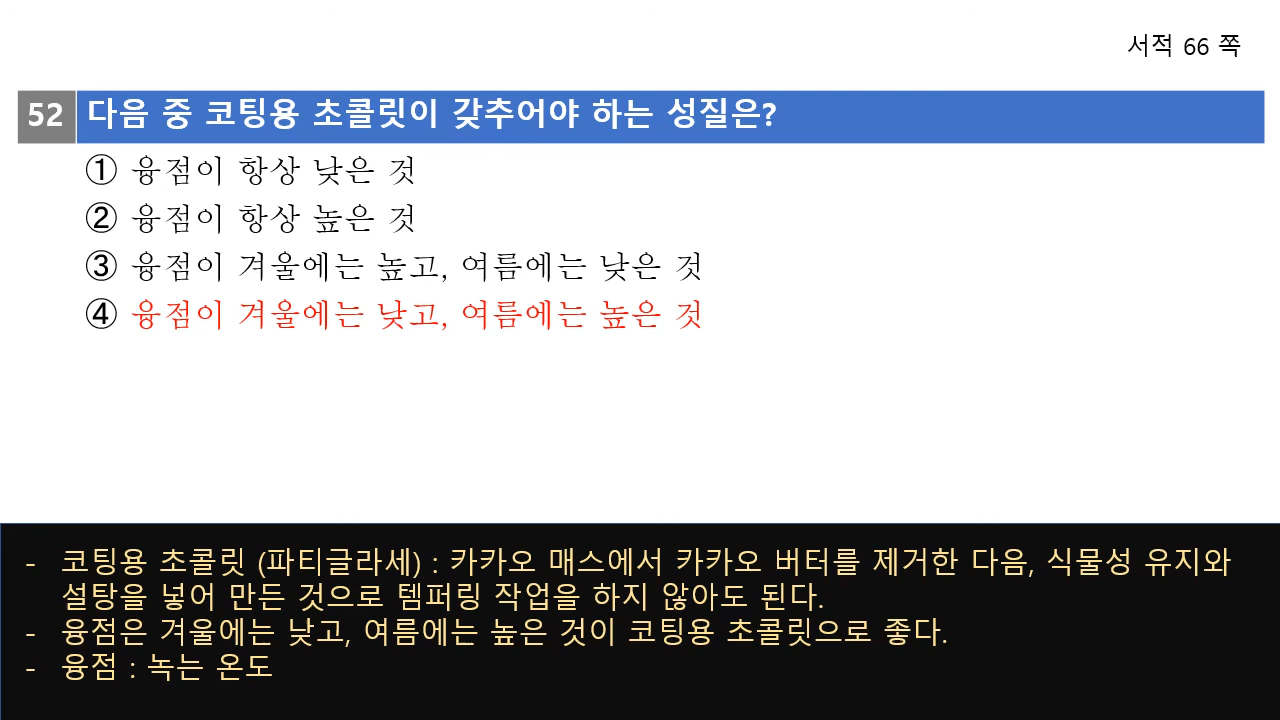 서적 66 쪽
52 다음 중 코팅용 초콜릿이 갖추어야 하는 성질은?
① 융점이 항상 낮은 것
② 융점이 항상 높은 것
③ 융점이 겨울에는 높고, 여름에는 낮은 것
④ 융점이 겨울에는 낮고, 여름에는 높은 것
- 코팅용 초콜릿 (파티글라세) : 카카오 매스에서 카카오 버터를 제거한 다음, 식물성 유지와
설탕을 넣어 만든 것으로 템퍼링 작업을 하지 않아도 된다.
- 융점은 겨울에는 낮고, 여름에는 높은 것이 코팅용 초콜릿으로 좋다.
- 융점 : 녹는 온도